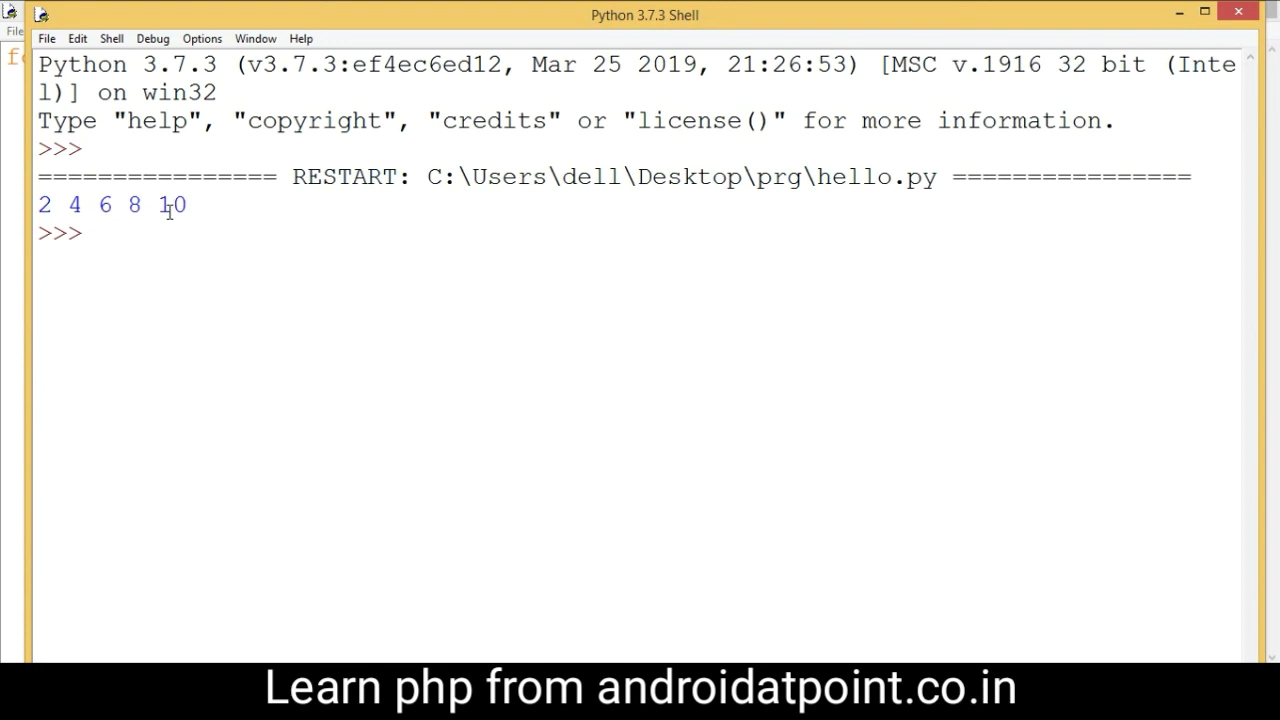 Python 3.7.3 Shell
File
File Edit Shell Debug Options Window Help
Python 3.7.3 (v3.7.3:ef4ec6ed12, Mar 25 2019, 21:26:53) [MSC v.1916 32 bit (Inte
l)] on win32
Type "help", "copyright", "credits" or "license()" for more information.
>>>
================ RESTART: C:\Users\dell\Desktop\prg\hello.py ================
2 4 6 8 10
>>>
Learn php from androidatpoint.co.in